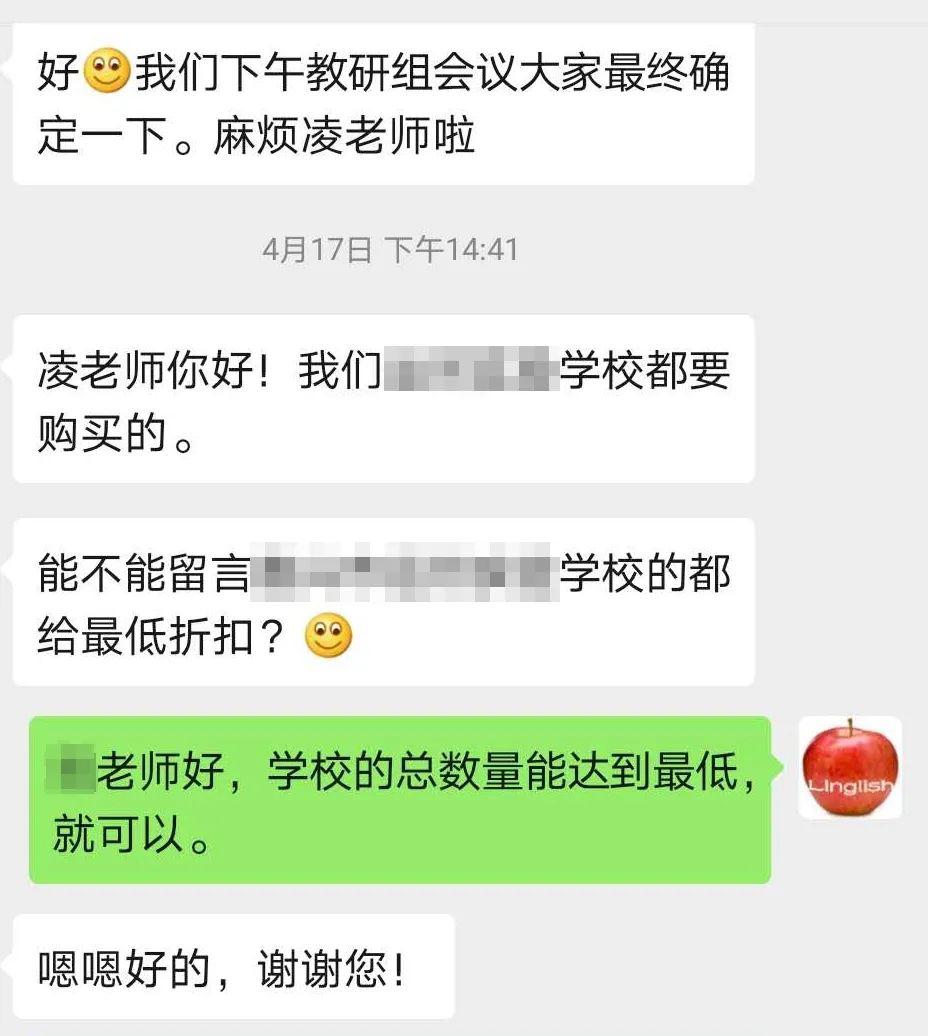 好我们下午教研组会议大家最终确
定一下。麻烦凌老师啦
4月17日 下午14:41
凌老师你好！我们学校都要
购买的。
能不能留言学校的都
给最低折扣？
老师好，学校的总数量能达到最低，
就可以。
Linglish
嗯嗯好的，谢谢您！